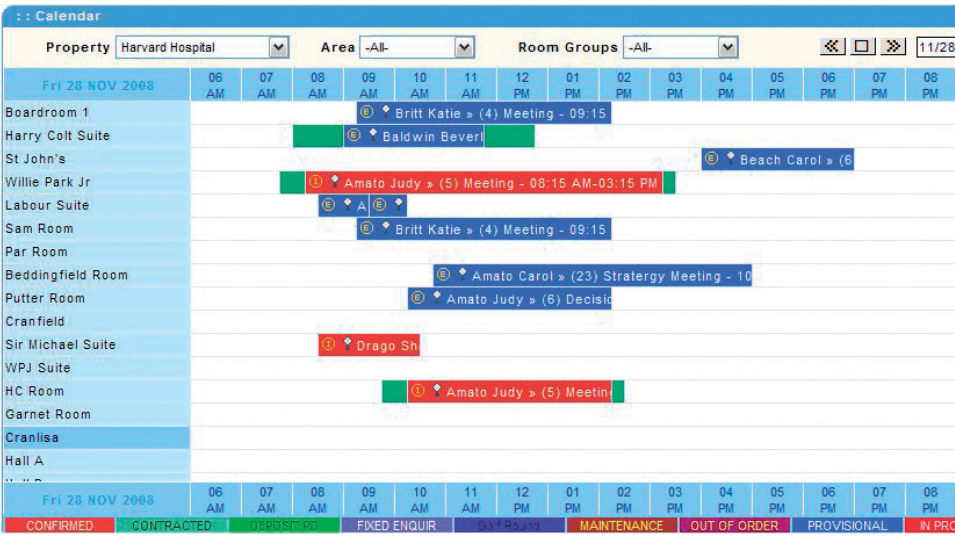 : : Calendar
Property Harvard Hospital Area -All- Room Groups -All- 11/28
Fri 28 NOV 2008 06 AM 07 AM 08 AM 09 AM 10 AM 11 AM 12 PM 01 PM 02 PM 03 PM 04 PM 05 PM 06 PM 07 PM 08 PM
Boardroom 1 E Britt Katie » (4) Meeting - 09:15
Harry Colt Suite E Baldwin Beverl
St John's E Beach Carol » (6
Willie Park Jr I Amato Judy » (5) Meeting - 08:15 AM-03:15 PM
Labour Suite E A E
Sam Room E Britt Katie » (4) Meeting - 09:15
Par Room
Beddingfield Room E Amato Carol » (23) Stratergy Meeting - 10
Putter Room E Amato Judy » (6) Decisio
Cranfield
Sir Michael Suite I Drago Sh
WPJ Suite
HC Room I Amato Judy » (5) Meeting
Garnet Room
Cranlisa
Hall A
Fri 28 NOV 2008 06 AM 07 AM 08 AM 09 AM 10 AM 11 AM 12 PM 01 PM 02 PM 03 PM 04 PM 05 PM 06 PM 07 PM 08 PM
CONFIRMED CONTRACTED DEPOSIT PD FIXED ENQUIR Golf Round MAINTENANCE OUT OF ORDER PROVISIONAL IN PRO